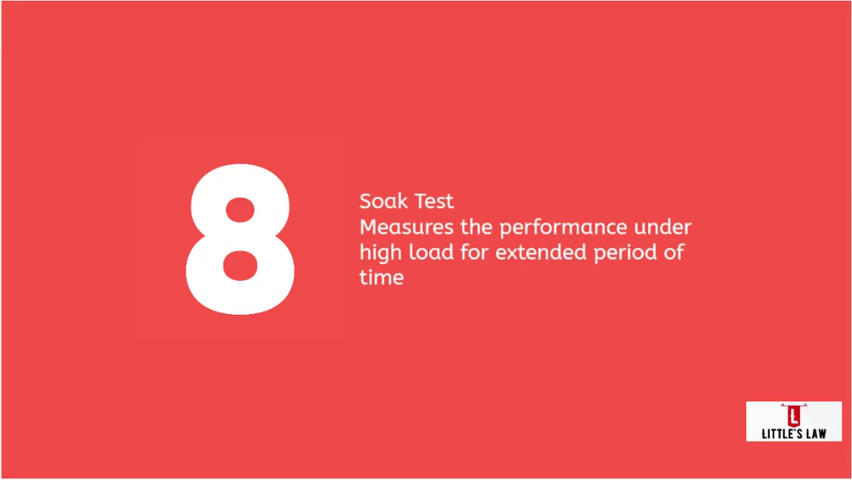 8
Soak Test
Measures the performance under
high load for extended period of
time
L
LITTLE'S LAW